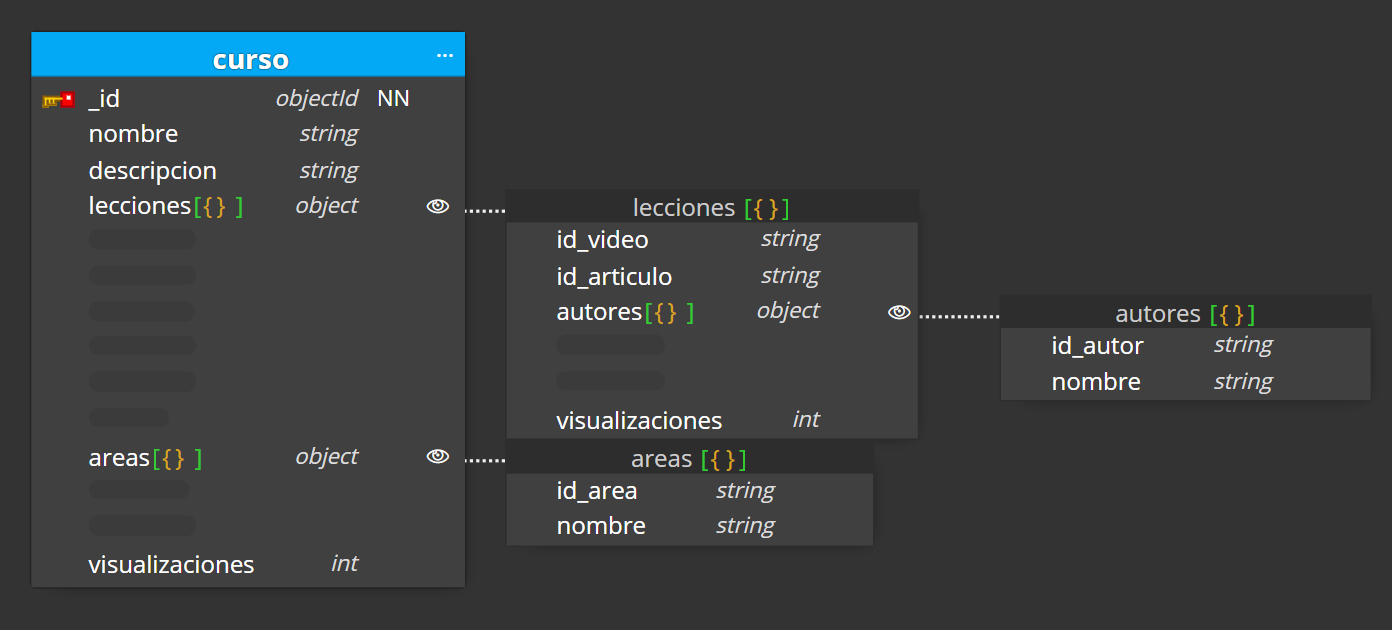 curso ...
_id objectId NN
nombre string
descripcion string
lecciones[{} ] object
areas[{} ] object
visualizaciones int
lecciones [{}]
id_video string
id_articulo string
autores[{} ] object
visualizaciones int
autores [{}]
id_autor string
nombre string
areas [{}]
id_area string
nombre string